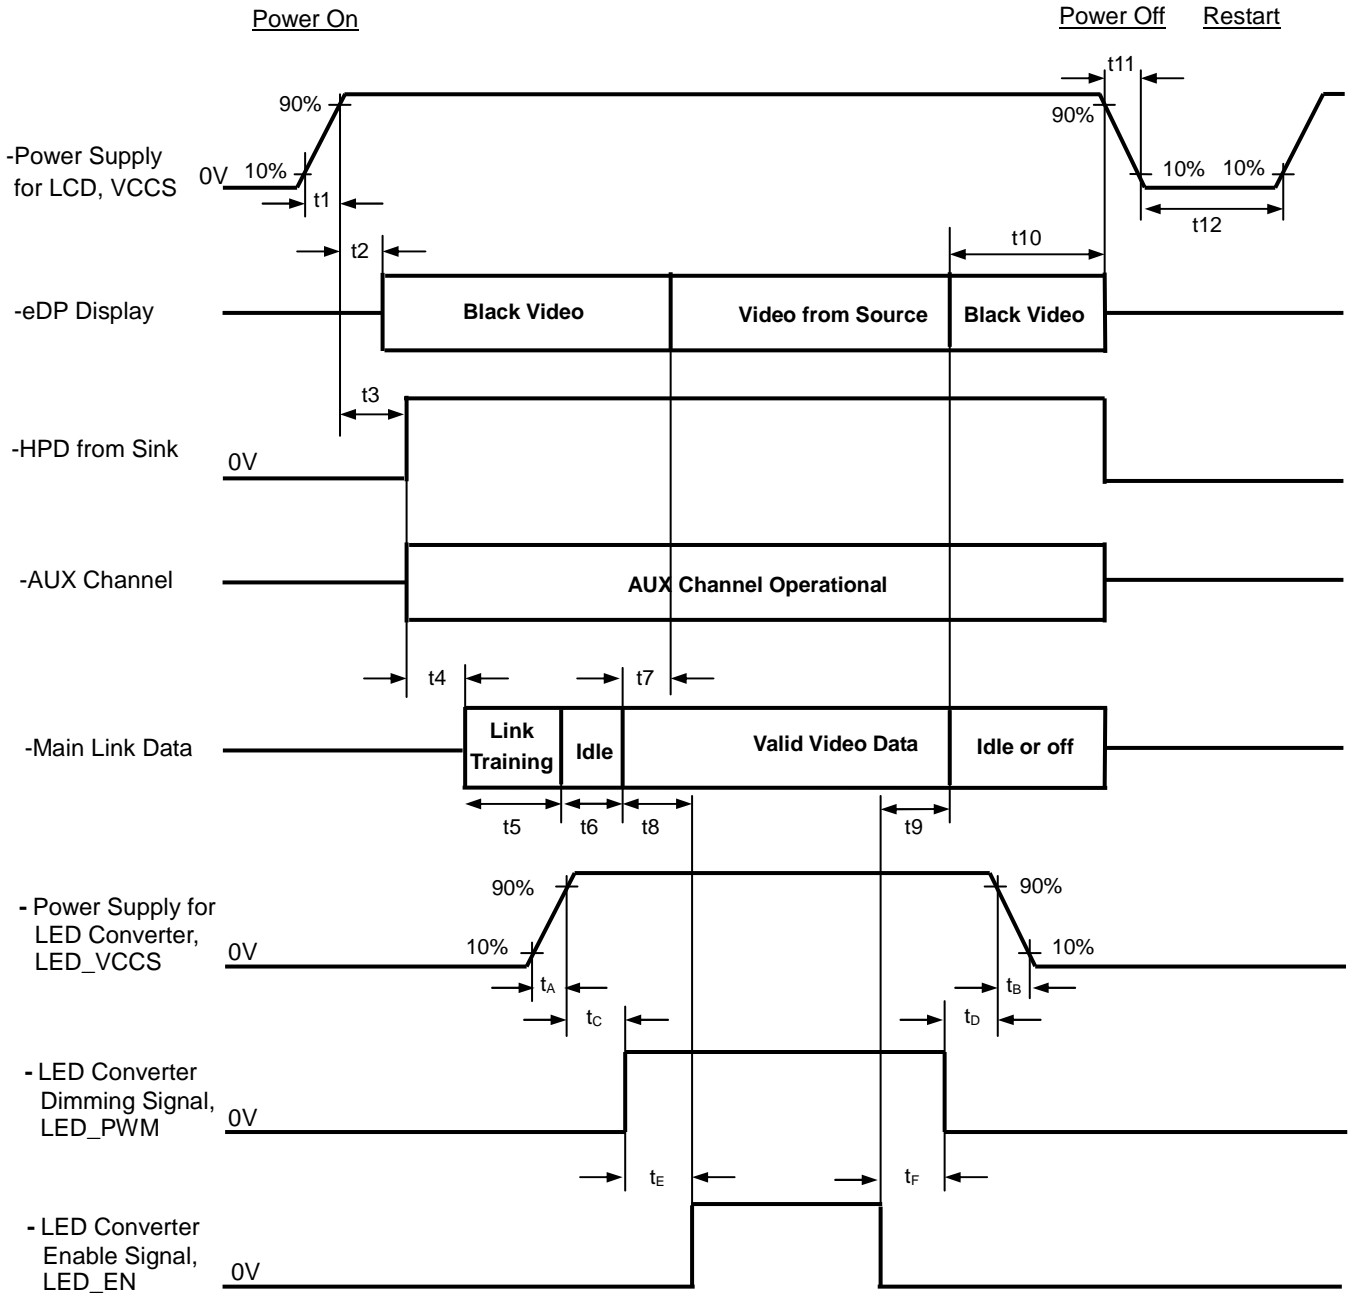 Power On
Power Off
Restart
t11
90%
90%
-Power Supply
for LCD, VCCS
0V
10%
10%
10%
t1
t12
t2
t10
-eDP Display
Black Video
Video from Source
Black Video
t3
-HPD from Sink
0V
-AUX Channel
AUX Channel Operational
t4
t7
-Main Link Data
Link
Training
Idle
Valid Video Data
Idle or off
t5
t6
t8
t9
90%
90%
- Power Supply for
LED Converter,
LED_VCCS
0V
10%
10%
tA
tB
tC
tD
- LED Converter
Dimming Signal,
LED_PWM
0V
tE
tF
- LED Converter
Enable Signal,
LED_EN
0V